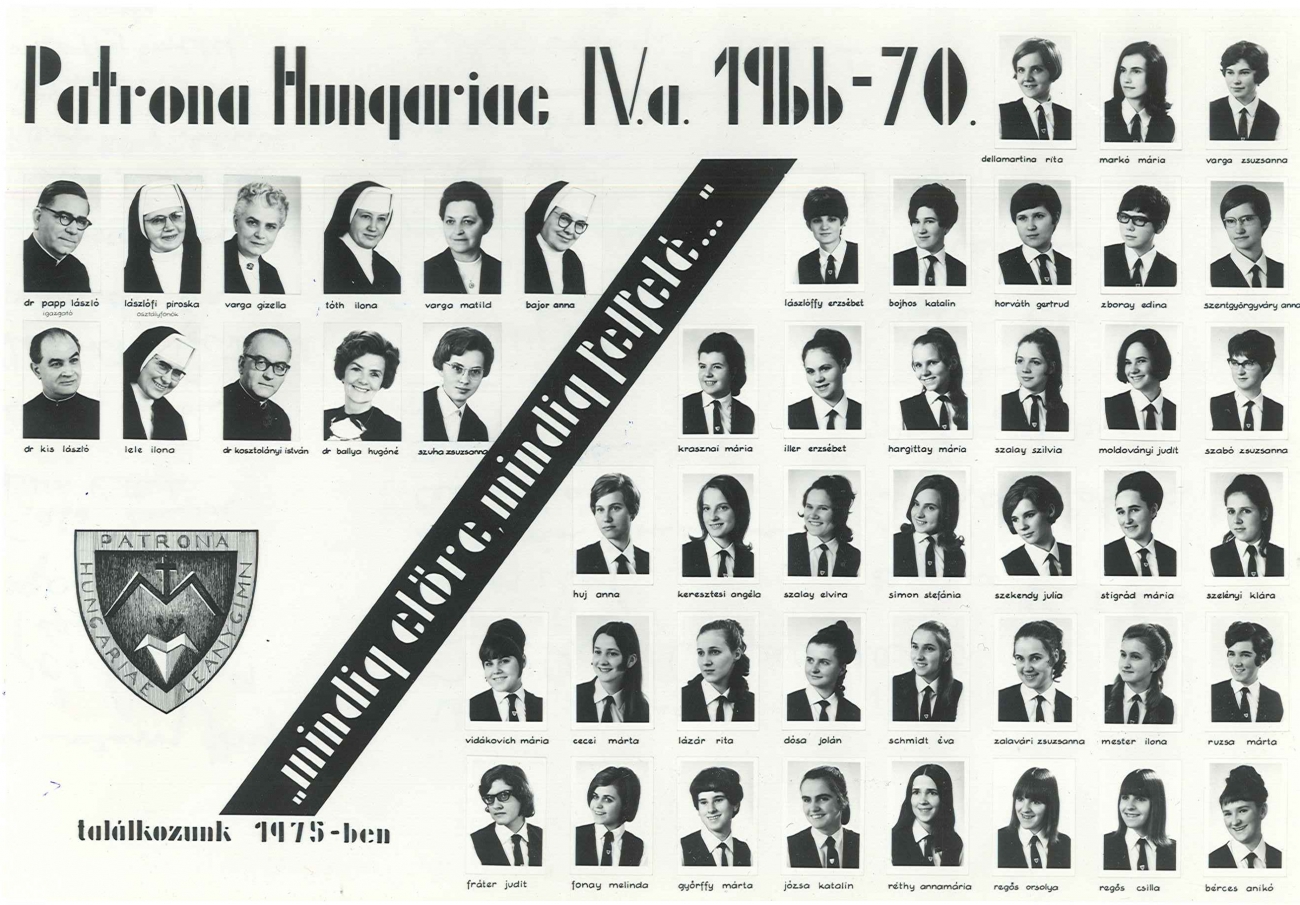 Patrona Hungariae IV.a. 1966-70.
dellamartina rita markó mária varga zsuzsanna
dr papp lászló lászlófi piroska varga gizella tóth ilona varga matild bajor anna
igazgató osztályfőnök
lászlóffy erzsébet bojhos katalin horváth gertrud zboray edina szentgyörgyváry anna
dr kis lászló lele ilona dr kosztolányi istván dr ballya hugóné szuha zsuzsanna
krasznai mária iller erzsébet hargittay mária szalay szilvia moldoványi judit szabó zsuzsanna
„mindig előre, mindig felfelé..."
huj anna keresztesi angéla szalay elvira simon stefánia szekendy julia stigrád mária szelényi klára
PATRONA
HUNGARIAE LEÁNYGIMN
vidákovich mária cecei márta lázár rita dósa jolán schmidt éva zalavári zsuzsanna mester ilona ruzsa márta
találkozunk 1975-ben
fráter judit fonay melinda győrffy márta józsa katalin réthy annamária regős orsolya regős csilla bérces anikó